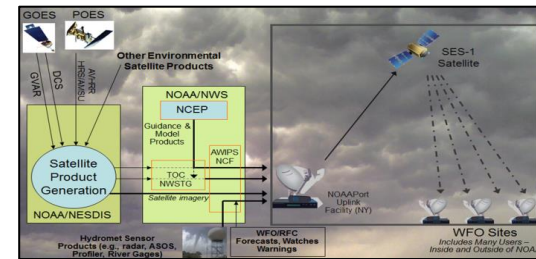 GOES
POES
GVAR
DCS
AVHRR
HRS/AMSU
Other Environmental
Satellite Products
SES-1
Satellite
NOAA/NWS
NCEP
Guidance &
Model
Products
AWIPS
NCF
Satellite
Product
Generation
TOC
NWSTG
Satellite imagery
NOAA/NESDIS
NOAAPort
Uplink
Facility (NY)
Hydromet Sensor
Products (e.g., radar, ASOS,
Profiler, River Gages)
WFO/RFC
Forecasts, Watches
Warnings
WFO Sites
Includes Many Users –
Inside and Outside of NOAA